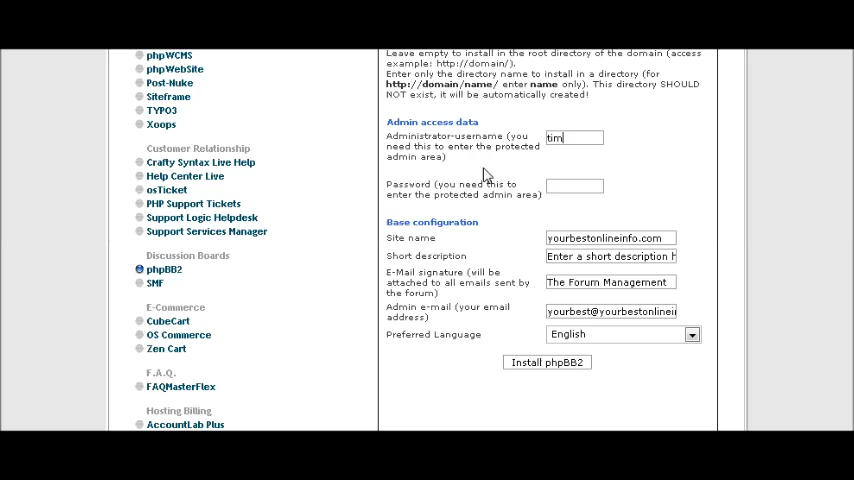 phpWCMS
phpWebSite
Post-Nuke
Siteframe
TYPO3
Xoops
Customer Relationship
Crafty Syntax Live Help
Help Center Live
osTicket
PHP Support Tickets
Support Logic Helpdesk
Support Services Manager
Discussion Boards
phpBB2
SMF
E-Commerce
CubeCart
OS Commerce
Zen Cart
F.A.Q.
FAQMasterFlex
Hosting Billing
AccountLab Plus
Leave empty to install in the root directory of the domain (access
example: http://domain/).
Enter only the directory name to install in a directory (for
http://domain/name/ enter name only). This directory SHOULD
NOT exist, it will be automatically created!
Admin access data
Administrator-username (you
need this to enter the protected
admin area)
tim
Password (you need this to
enter the protected admin area)
Base configuration
Site name
yourbestonlineinfo.com
Short description
Enter a short description h
E-Mail signature (will be
attached to all emails sent by
the forum)
The Forum Management
Admin e-mail (your email
address)
yourbest@yourbestonlinei
Preferred Language
English
Install phpBB2